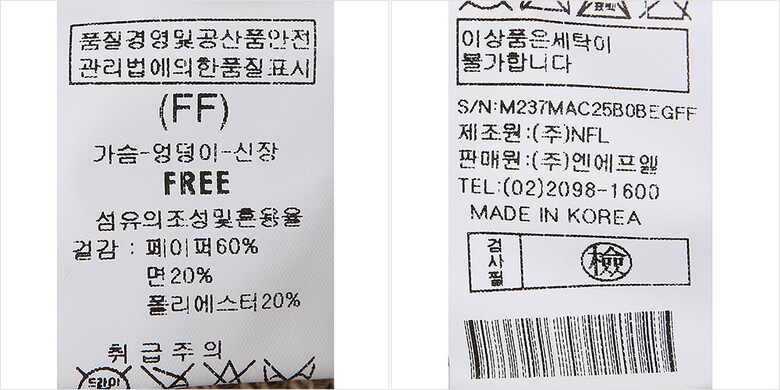 품질경영및공산품안전
관리법에의한품질표시
(FF)
가슴-엉덩이-신장
FREE
섬유의조성및혼용율
겉감 : 페이퍼60%
면20%
폴리에스터20%
취급주의
드라이
이상품은세탁이
불가합니다
S/N:M237MAC25B0BEGFF
제조원:(주)NFL
판매원:(주)엔에프엘
TEL:(02)2098-1600
MADE IN KOREA
검사필
檢